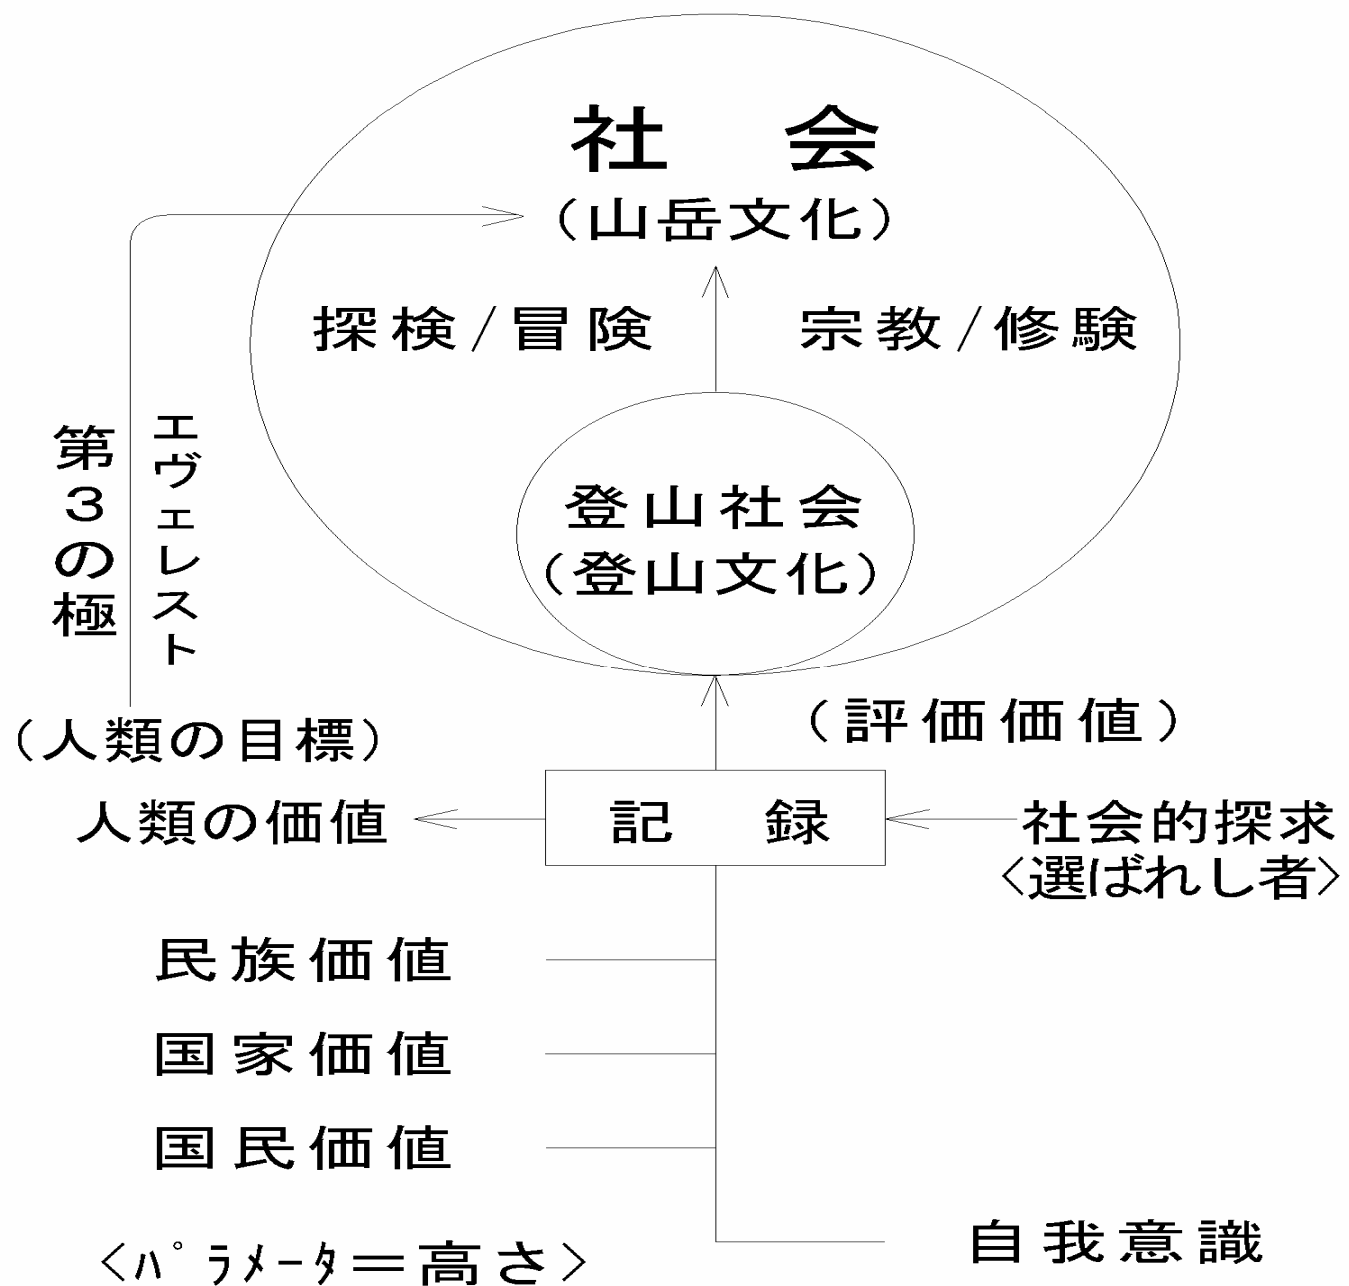 社 会
(山岳文化)
探検/冒険
宗教/修験
第3の極
エヴェレスト
登山社会
(登山文化)
(人類の目標)
(評価価値)
人類の価値
記 録
社会的探求
<選ばれし者>
民族価値
国家価値
国民価値
自我意識
<ﾊﾟﾗﾒｰﾀ=高さ>